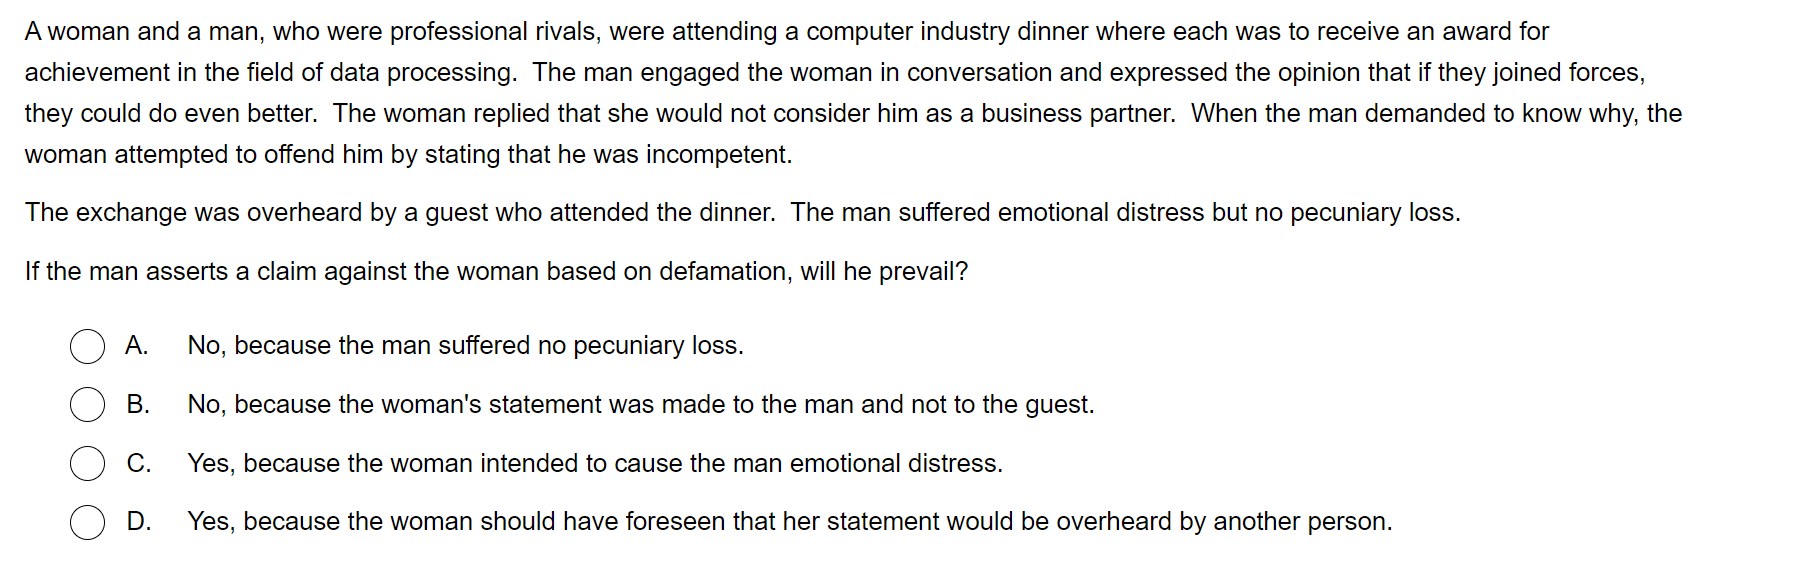 A woman and a man, who were professional rivals, were attending a computer industry dinner where each was to receive an award for
achievement in the field of data processing.  The man engaged the woman in conversation and expressed the opinion that if they joined forces,
they could do even better.  The woman replied that she would not consider him as a business partner.  When the man demanded to know why, the
woman attempted to offend him by stating that he was incompetent.
The exchange was overheard by a guest who attended the dinner.  The man suffered emotional distress but no pecuniary loss.
If the man asserts a claim against the woman based on defamation, will he prevail?
A. No, because the man suffered no pecuniary loss.
B. No, because the woman's statement was made to the man and not to the guest.
C. Yes, because the woman intended to cause the man emotional distress.
D. Yes, because the woman should have foreseen that her statement would be overheard by another person.